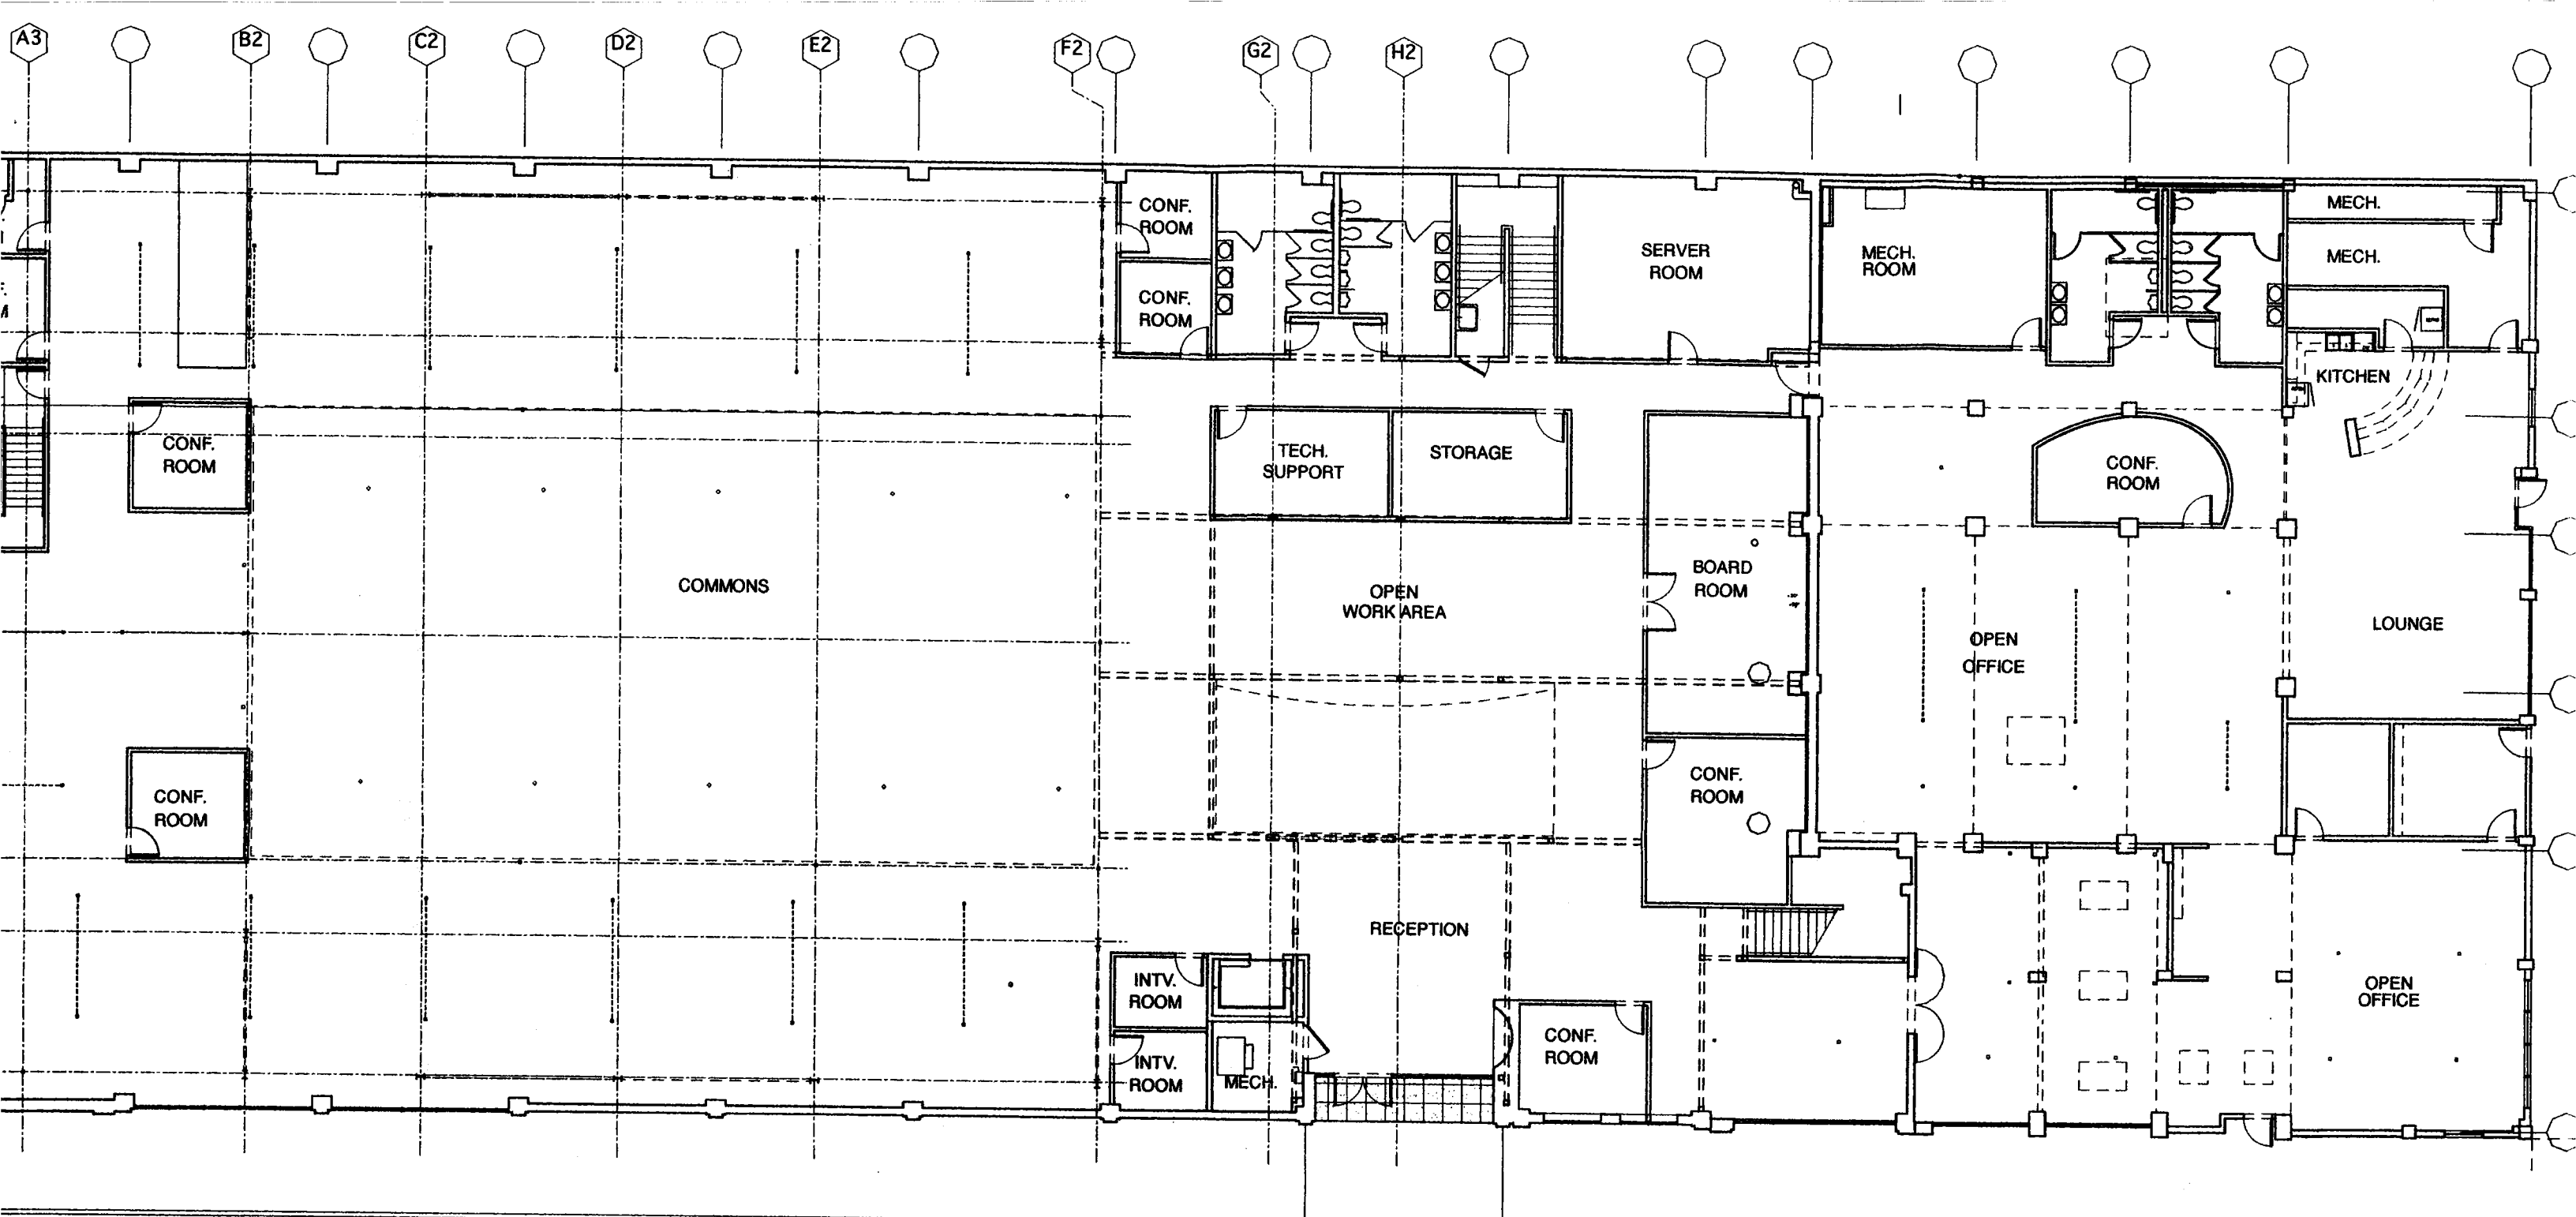 A3
B2
C2
D2
E2
F2
G2
H2
CONF.
ROOM
CONF.
ROOM
SERVER
ROOM
MECH.
ROOM
MECH.
MECH.
KITCHEN
CONF.
ROOM
TECH.
SUPPORT
STORAGE
CONF.
ROOM
COMMONS
OPEN
WORK AREA
BOARD
ROOM
OPEN
OFFICE
LOUNGE
CONF.
ROOM
CONF.
ROOM
RECEPTION
INTV.
ROOM
INTV.
ROOM
MECH.
CONF.
ROOM
OPEN
OFFICE